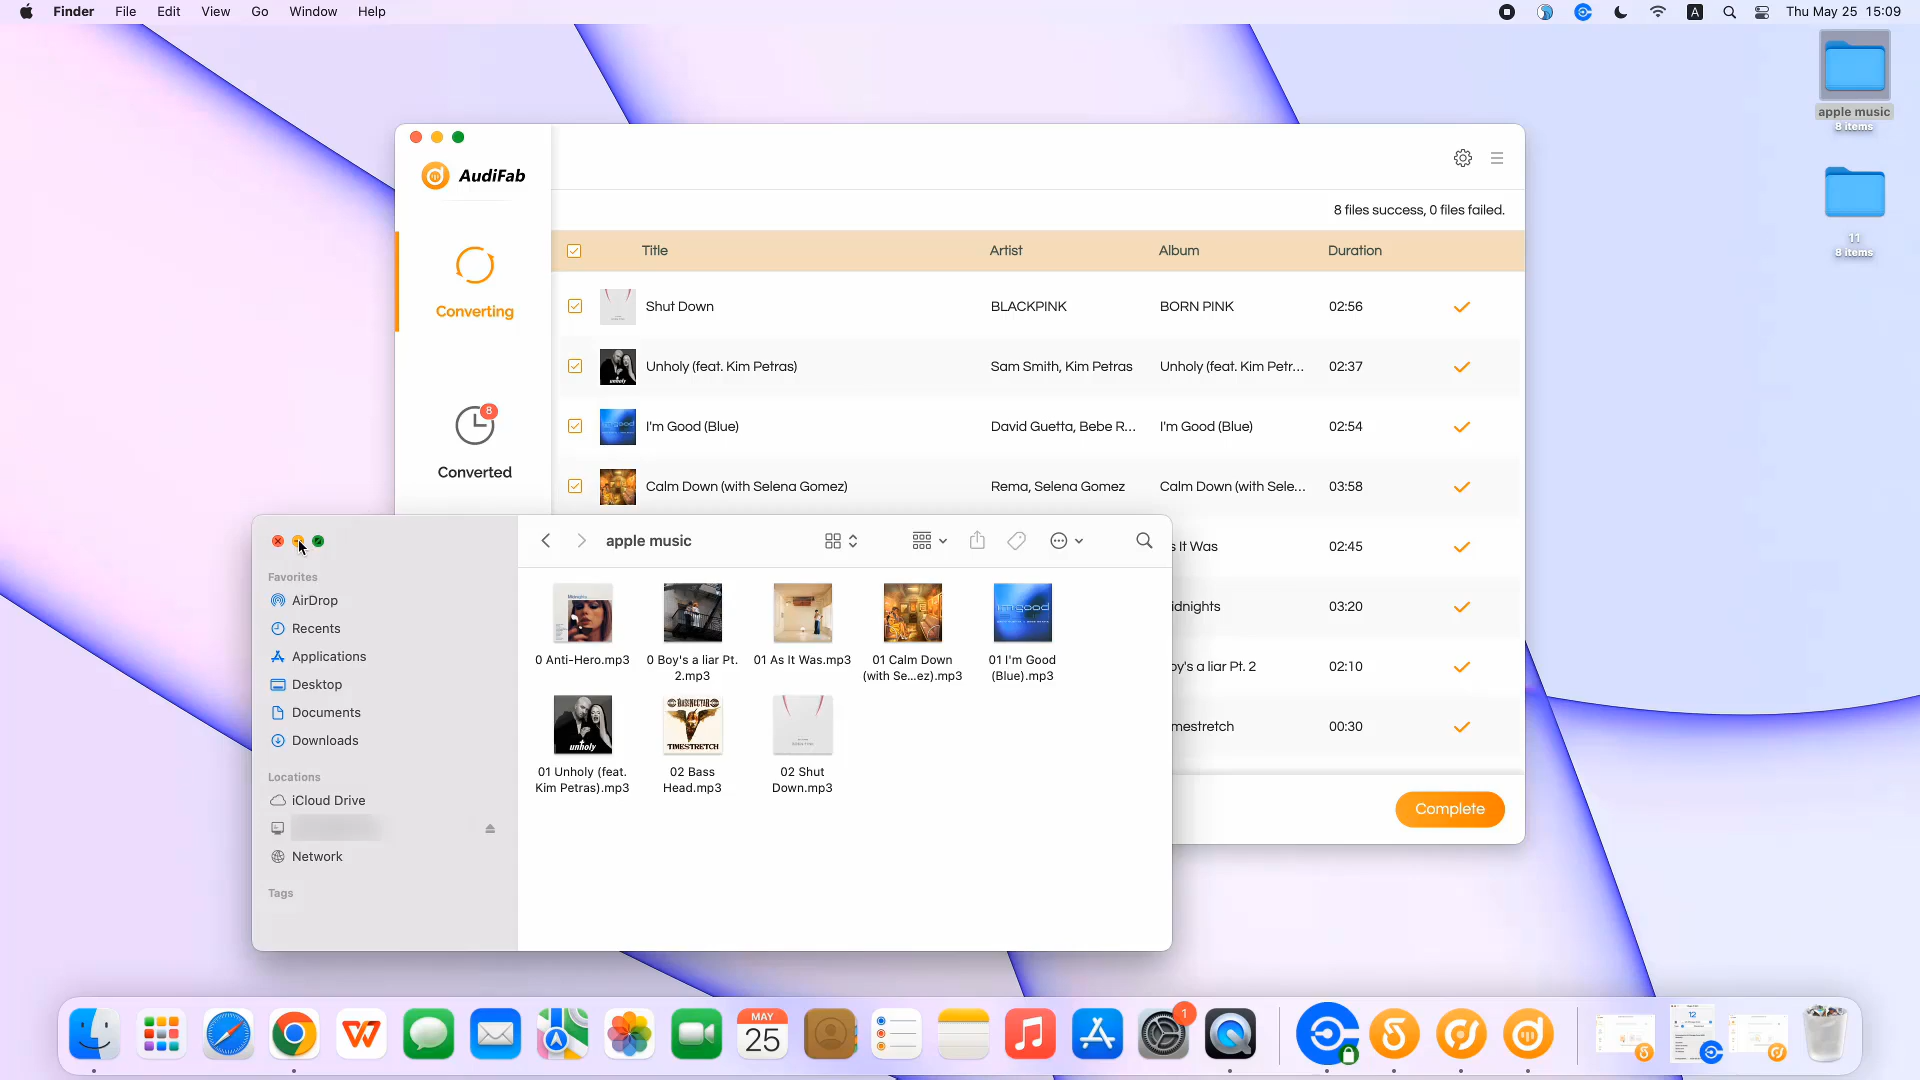 Finder File Edit View Go Window Help
A Thu May 25 15:09
apple music
8 items
11
8 items
AudiFab
8 files success, 0 files failed.
Title Artist Album Duration
Shut Down BLACKPINK BORN PINK 02:56
Unholy (feat. Kim Petras) Sam Smith, Kim Petras Unholy (feat. Kim Petr... 02:37
I'm Good (Blue) David Guetta, Bebe R... I'm Good (Blue) 02:54
Calm Down (with Selena Gomez) Rema, Selena Gomez Calm Down (with Sele... 03:58
s It Was 02:45
idnights 03:20
oy's a liar Pt. 2 02:10
mestretch 00:30
Converting
8
Converted
Complete
apple music
Favorites
AirDrop
Recents
Applications
Desktop
Documents
Downloads
Locations
iCloud Drive
Network
Tags
0 Anti-Hero.mp3
0 Boy's a liar Pt.
2.mp3
01 As It Was.mp3
01 Calm Down
(with Se...ez).mp3
01 I'm Good
(Blue).mp3
unholy
01 Unholy (feat.
Kim Petras).mp3
BASSNECTAR
TIMESTRETCH
02 Bass
Head.mp3
02 Shut
Down.mp3
MAY
25
1
12